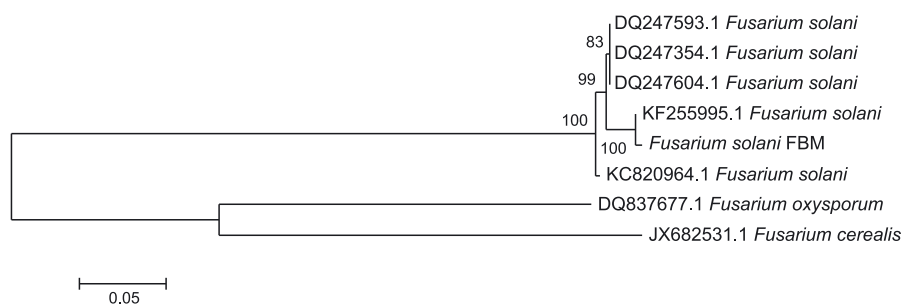 DQ247593.1 Fusarium solani
83
DQ247354.1 Fusarium solani
99
DQ247604.1 Fusarium solani
KF255995.1 Fusarium solani
100
100
Fusarium solani FBM
KC820964.1 Fusarium solani
DQ837677.1 Fusarium oxysporum
JX682531.1 Fusarium cerealis
0.05